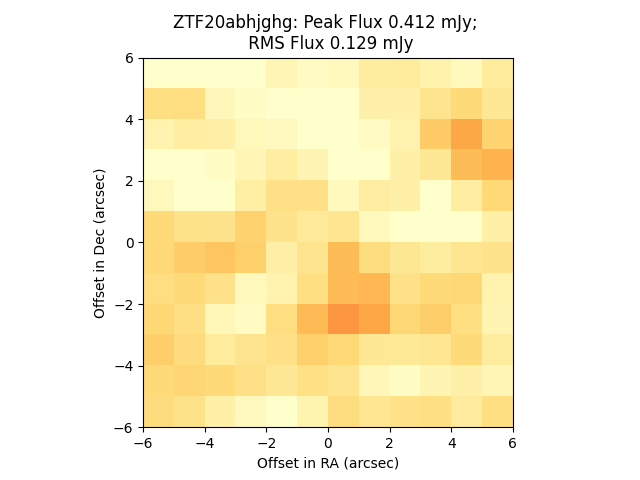 ZTF20abhjghg: Peak Flux 0.412 mJy;
RMS Flux 0.129 mJy
6
4
2
0
−2
−4
−6
Offset in Dec (arcsec)
−6 −4 −2 0 2 4 6
Offset in RA (arcsec)